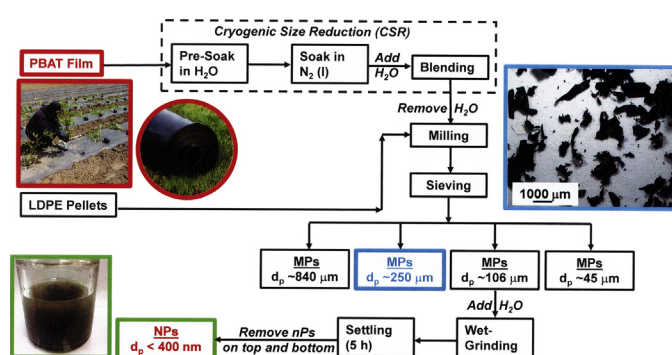 Cryogenic Size Reduction (CSR)
PBAT Film
Pre-Soak
in H2O
Soak in
N2 (l)
Add
H2O
Blending
Remove H2O
Milling
Sieving
LDPE Pellets
1000 μm
MPs
dp ~840 μm
MPs
dp ~250 μm
MPs
dp ~106 μm
MPs
dp ~45 μm
Add H2O
Wet-
Grinding
Settling
(5 h)
Remove nPs
on top and bottom
NPs
dp < 400 nm